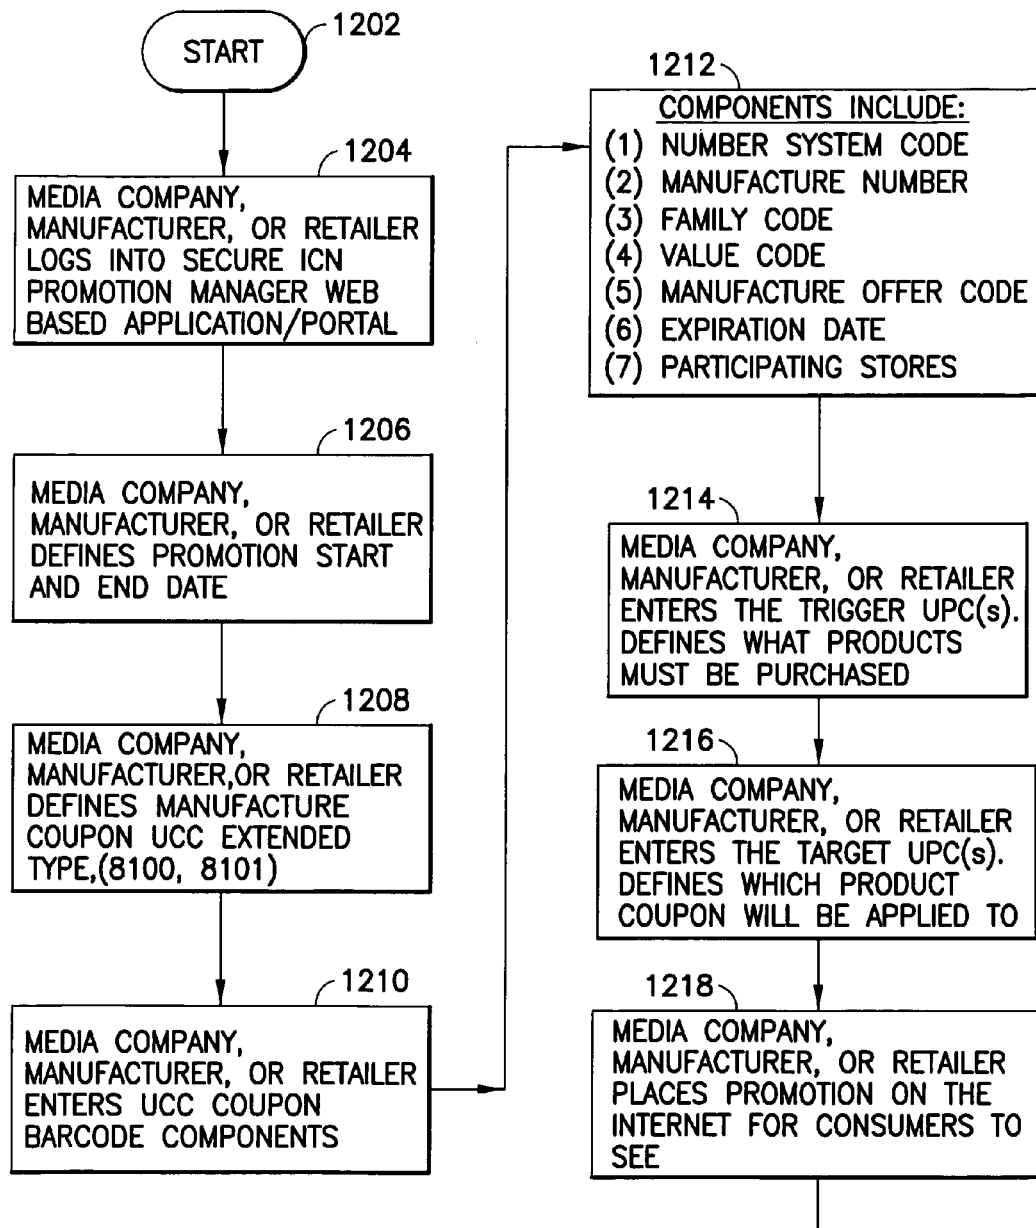 1202
START
1204
MEDIA COMPANY,
MANUFACTURER, OR RETAILER
LOGS INTO SECURE ICN
PROMOTION MANAGER WEB
BASED APPLICATION/PORTAL
1206
MEDIA COMPANY,
MANUFACTURER, OR RETAILER
DEFINES PROMOTION START
AND END DATE
1208
MEDIA COMPANY,
MANUFACTURER,OR RETAILER
DEFINES MANUFACTURE
COUPON UCC EXTENDED
TYPE,(8100, 8101)
1210
MEDIA COMPANY,
MANUFACTURER, OR RETAILER
ENTERS UCC COUPON
BARCODE COMPONENTS
1212
COMPONENTS INCLUDE:
(1) NUMBER SYSTEM CODE
(2) MANUFACTURE NUMBER
(3) FAMILY CODE
(4) VALUE CODE
(5) MANUFACTURE OFFER CODE
(6) EXPIRATION DATE
(7) PARTICIPATING STORES
1214
MEDIA COMPANY,
MANUFACTURER, OR RETAILER
ENTERS THE TRIGGER UPC(s).
DEFINES WHAT PRODUCTS
MUST BE PURCHASED
1216
MEDIA COMPANY,
MANUFACTURER, OR RETAILER
ENTERS THE TARGET UPC(s).
DEFINES WHICH PRODUCT
COUPON WILL BE APPLIED TO
1218
MEDIA COMPANY,
MANUFACTURER, OR RETAILER
PLACES PROMOTION ON THE
INTERNET FOR CONSUMERS TO
SEE